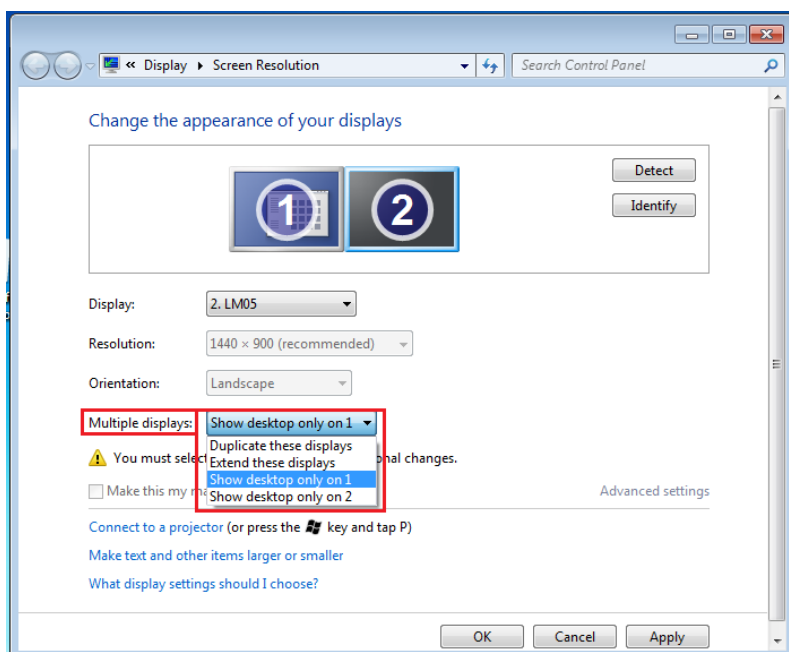 « Display ▸ Screen Resolution
Search Control Panel
Change the appearance of your displays
1 2
Detect
Identify
Display: 2. LM05
Resolution: 1440 × 900 (recommended)
Orientation: Landscape
Multiple displays: Show desktop only on 1
Duplicate these displays
Extend these displays
Show desktop only on 1
Show desktop only on 2
You must select changes.
Make this my
Advanced settings
Connect to a projector (or press the key and tap P)
Make text and other items larger or smaller
What display settings should I choose?
OK Cancel Apply